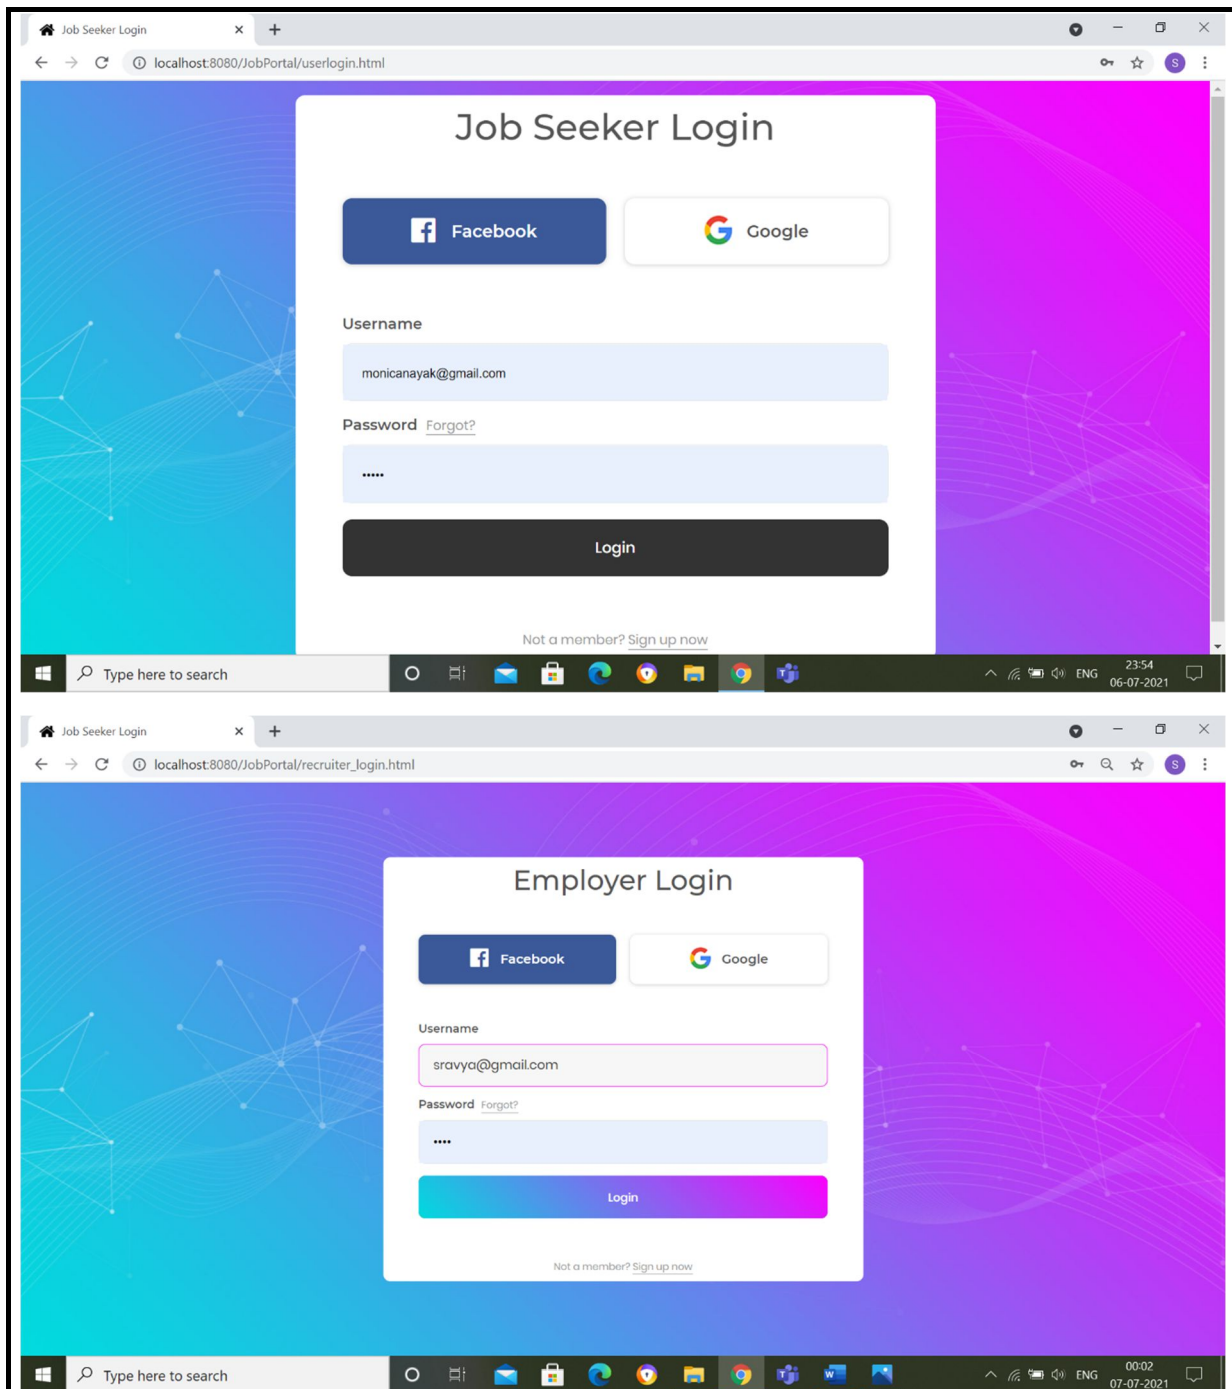 Job Seeker Login
localhost:8080/JobPortal/userlogin.html
S
Job Seeker Login
Facebook
Google
Username
monicanayak@gmail.com
Password Forgot?
•••••
Login
Not a member? Sign up now
Type here to search
ENG
23:54
06-07-2021
Job Seeker Login
localhost:8080/JobPortal/recruiter_login.html
S
Employer Login
Facebook
Google
Username
sravya@gmail.com
Password Forgot?
••••
Login
Not a member? Sign up now
Type here to search
ENG
00:02
07-07-2021